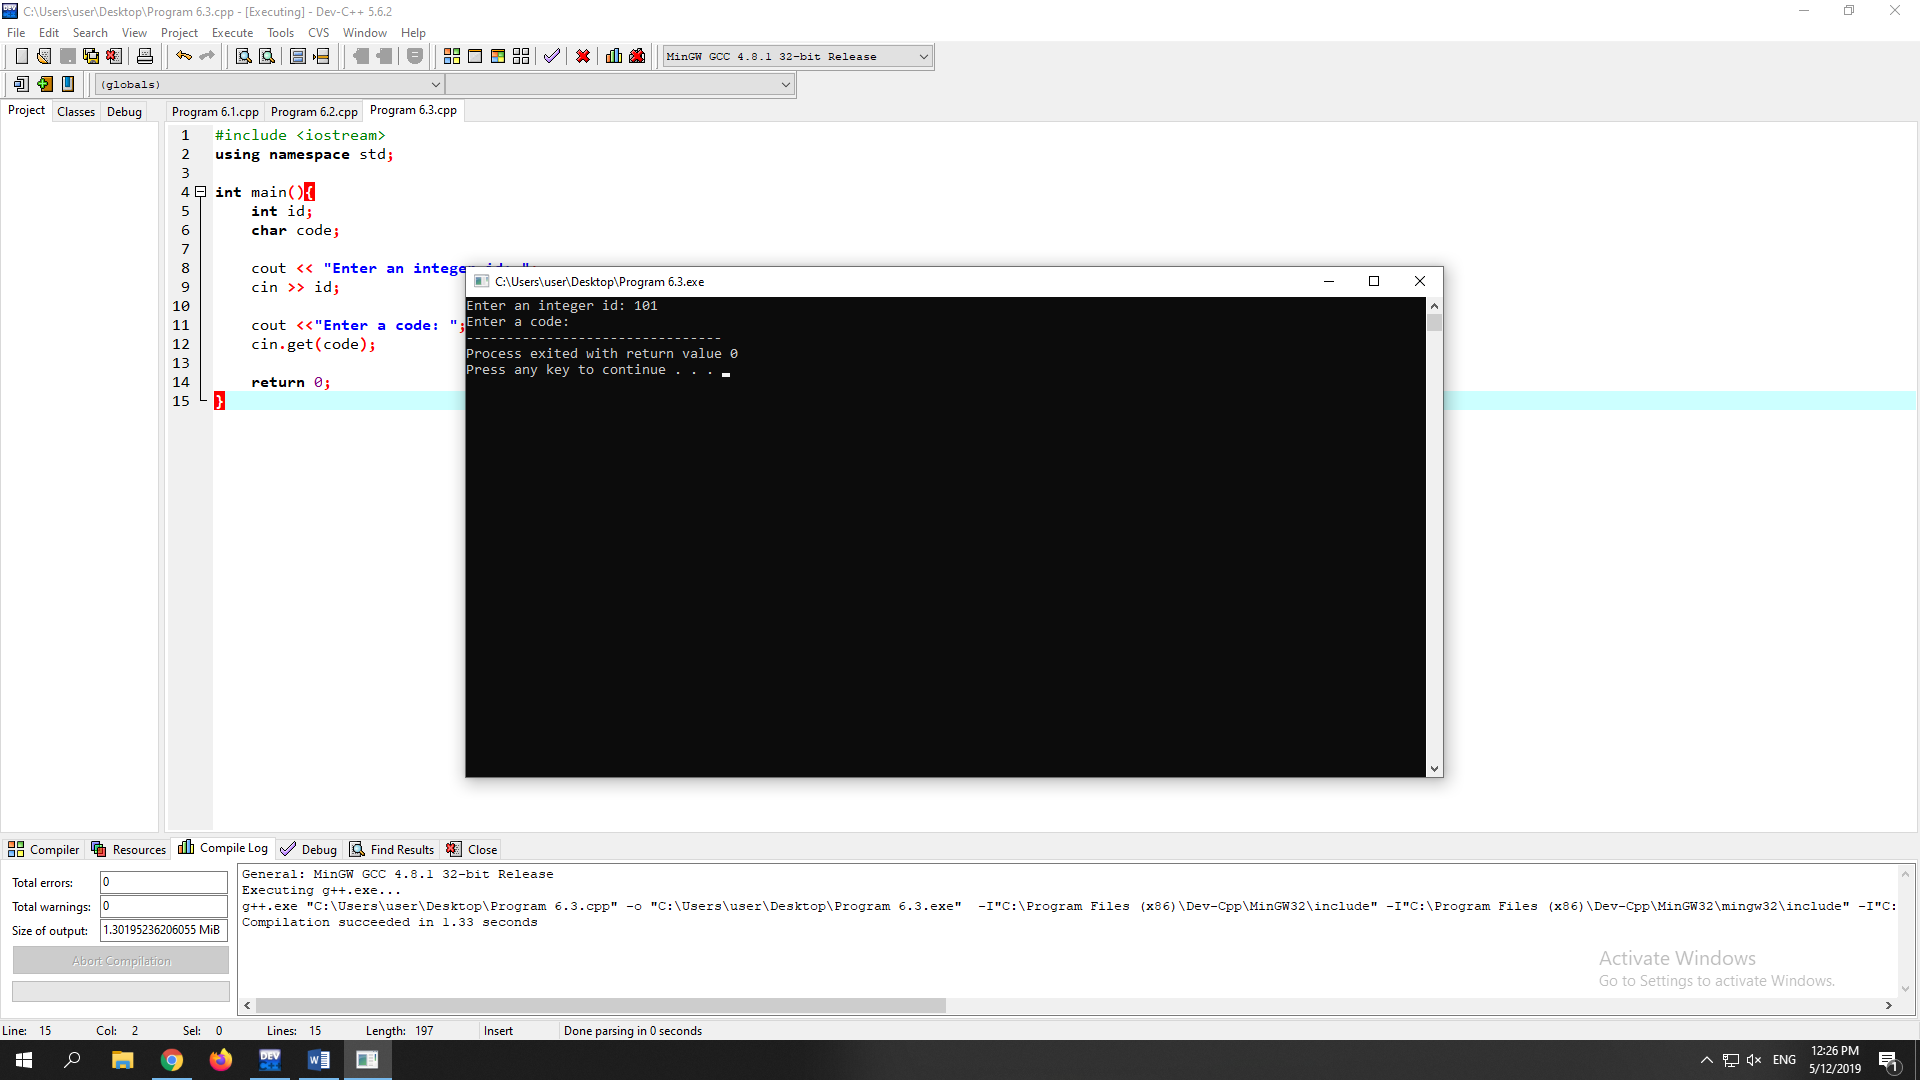 C:\Users\user\Desktop\Program 6.3.cpp - [Executing] - Dev-C++ 5.6.2
File Edit Search View Project Execute Tools CVS Window Help
MinGW GCC 4.8.1 32-bit Release
(globals)
Project Classes Debug
Program 6.1.cpp Program 6.2.cpp Program 6.3.cpp
1 #include <iostream>
2 using namespace std;
3
4 int main(){
5 int id;
6 char code;
7
8 cout << "Enter an integer
9 cin >> id;
10
11 cout <<"Enter a code: ";
12 cin.get(code);
13
14 return 0;
15 }
C:\Users\user\Desktop\Program 6.3.exe
Enter an integer id: 101
Enter a code:
--------------------------------
Process exited with return value 0
Press any key to continue . . .
Compiler Resources Compile Log Debug Find Results Close
Total errors: 0
Total warnings: 0
Size of output: 1.30195236206055 MiB
Abort Compilation
General: MinGW GCC 4.8.1 32-bit Release
Executing g++.exe...
g++.exe "C:\Users\user\Desktop\Program 6.3.cpp" -o "C:\Users\user\Desktop\Program 6.3.exe"  -I"C:\Program Files (x86)\Dev-Cpp\MinGW32\include" -I"C:\Program Files (x86)\Dev-Cpp\MinGW32\mingw32\include" -I"C:
Compilation succeeded in 1.33 seconds
Activate Windows
Go to Settings to activate Windows.
Line: 15 Col: 2 Sel: 0 Lines: 15 Length: 197 Insert Done parsing in 0 seconds
DEV
ENG
12:26 PM
5/12/2019
1